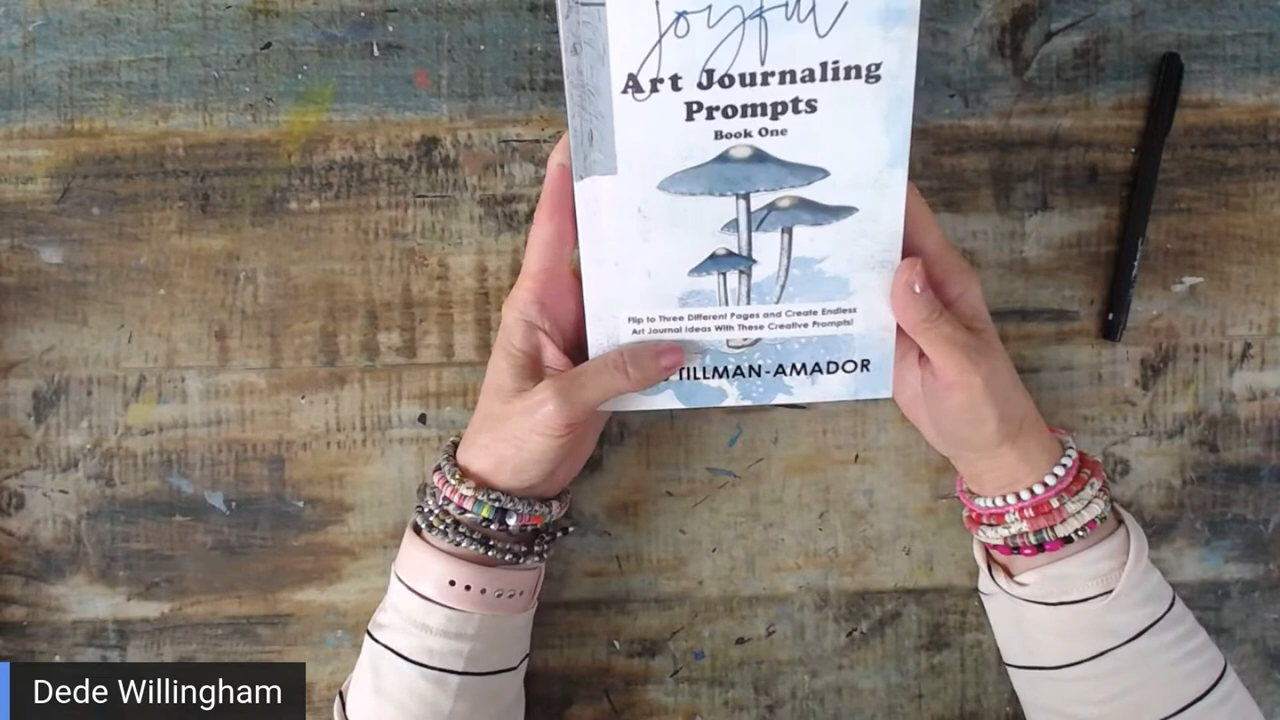 joyful
Art Journaling
Prompts
Book One
Flip to Three Different Pages and Create Endless
Art Journal Ideas With These Creative Prompts!
TILLMAN-AMADOR
Dede Willingham